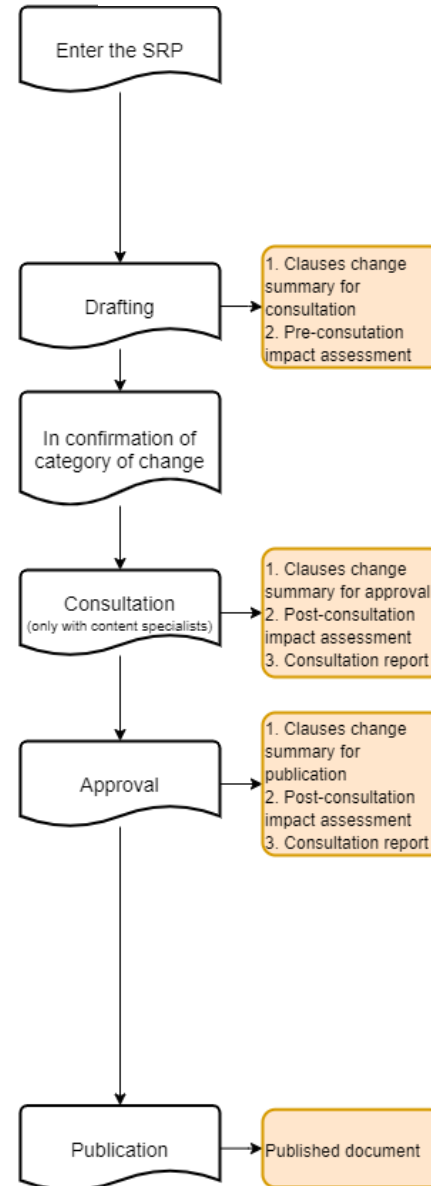 Enter the SRP
Drafting
1. Clauses change
summary for
consultation
2. Pre-consutation
impact assessment
In confirmation of
category of change
Consultation
(only with content specialists)
1. Clauses change
summary for approval
2. Post-consultation
impact assessment
3. Consultation report
Approval
1. Clauses change
summary for
publication
2. Post-consultation
impact assessment
3. Consultation report
Publication
Published document